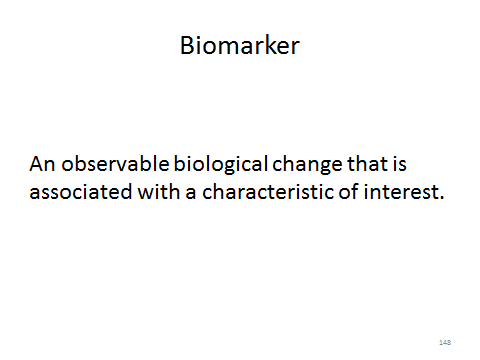 Biomarker
An observable biological change that is
associated with a characteristic of interest.
148